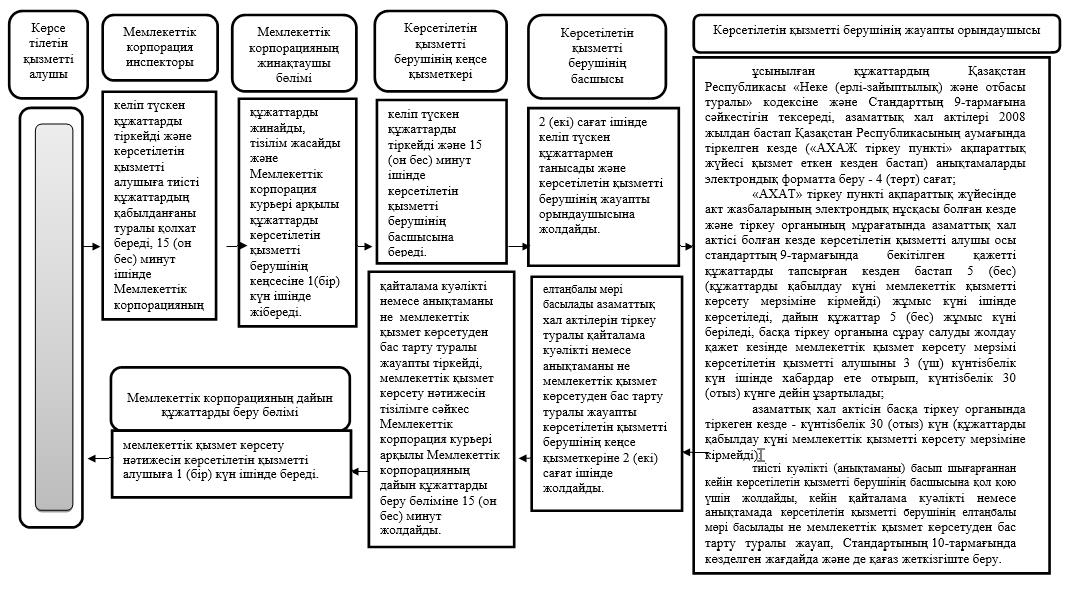 Көрсе
тілетін
қызметті
алушы
Мемлекеттік
корпорация
инспекторы
Мемлекеттік
корпорацияның
жинақтаушы
бөлімі
Көрсетілетін
қызметті
берушінің кеңсе
қызметкері
Көрсетілетін
қызметті
берушінің
басшысы
Көрсетілетін қызметті берушінің жауапты орындаушысы
келіп түскен
құжаттарды
тіркейді және
көрсетілетін
қызметті
алушыға тиісті
құжаттардың
қабылданғаны
туралы қолхат
береді, 15 (он
бес) минут
ішінде
Мемлекеттік
корпорацияның
құжаттарды
жинайды,
тізілім жасайды
және
Мемлекеттік
корпорация
курьері арқылы
құжаттарды
көрсетілетін
қызметті
берушінің
кеңсесіне 1(бір)
күн ішінде
жібереді.
келіп түскен
құжаттарды
тіркейді және 15
(он бес) минут
ішінде
көрсетілетін
қызметті
берушінің
басшысына
береді.
2 (екі) сағат ішінде
келіп түскен
құжаттармен
танысады және
көрсетілетін қызметті
берушінің жауапты
орындаушысына
жолдайды.
ұсынылған құжаттардың Қазақстан
Республикасы «Неке (ерлі-зайыптылық) және отбасы
туралы» кодексіне және Стандарттың 9-тармағына
сәйкестігін тексереді, азаматтық хал актілері 2008
жылдан бастап Қазақстан Республикасының аумағында
тіркелген кезде («АХАЖ тіркеу пункті» ақпараттық
жүйесі қызмет еткен кезден бастап) анықтамаларды
электрондық форматта беру - 4 (төрт) сағат;
«АХАТ» тіркеу пункті ақпараттық жүйесінде
акт жазбаларының электрондық нұсқасы болған кезде
және тіркеу органының мұрағатында азаматтық хал
актісі болған кезде көрсетілетін қызметті алушы осы
стандарттың 9-тармағында бекітілген қажетті
құжаттарды тапсырған кезден бастап 5 (бес)
(құжаттарды қабылдау күні мемлекеттік қызметті
көрсету мерзіміне кірмейді) жұмыс күні ішінде
көрсетіледі, дайын құжаттар 5 (бес) жұмыс күні
беріледі, басқа тіркеу органына сұрау салуды жолдау
қажет кезінде мемлекеттік қызмет көрсету мерзімі
көрсетілетін қызметті алушыны 3 (үш) күнтізбелік
күн ішінде хабардар ете отырып, күнтізбелік 30
(отыз) күнге дейін ұзартылады;
азаматтық хал актісін басқа тіркеу органында
тіркеген кезде - күнтізбелік 30 (отыз) күн (құжаттарды
қабылдау күні мемлекеттік қызметті көрсету мерзіміне
кірмейді)
тиісті куәлікті (анықтаманы) басып шығарғаннан
кейін көрсетілетін қызметті берушінің басшысына қол қою
үшін жолдайды, кейін қайталама куәлікті немесе
анықтамада көрсетілетін қызметті берушінің елтаңбалы
мөрі басылады не мемлекеттік қызмет көрсетуден бас
тарту туралы жауап, Стандартының 10-тармағында
көзделген жағдайда және де қағаз жеткізгіште беру.
елтаңбалы мөрі
басылады азаматтық
хал актілерін тіркеу
туралы қайталама
куәлікті немесе
анықтаманы не
мемлекеттік қызмет
көрсетуден бас тарту
туралы жауапты
көрсетілетін қызметті
берушінің кеңсе
қызметкеріне 2 (екі)
сағат ішінде
жолдайды.
қайталама куәлікті
немесе анықтаманы
не мемлекеттік
қызмет көрсетуден
бас тарту туралы
жауапты тіркейді,
мемлекеттік қызмет
көрсету нәтижесін
тізілімге сәйкес
Мемлекеттік
корпорация курьері
арқылы Мемлекеттік
корпорацияның
дайын құжаттарды
беру бөліміне 15 (он
бес) минут
жолдайды.
Мемлекеттік корпорацияның дайын
құжаттарды беру бөлімі
мемлекеттік қызмет көрсету
нәтижесін көрсетілетін қызметті
алушыға 1 (бір) күн ішінде береді.